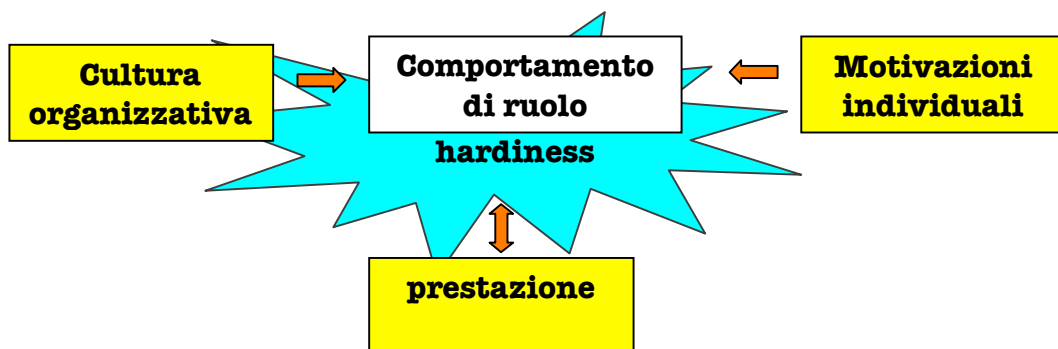 Cultura
organizzativa
Comportamento
di ruolo
hardiness
Motivazioni
individuali
prestazione